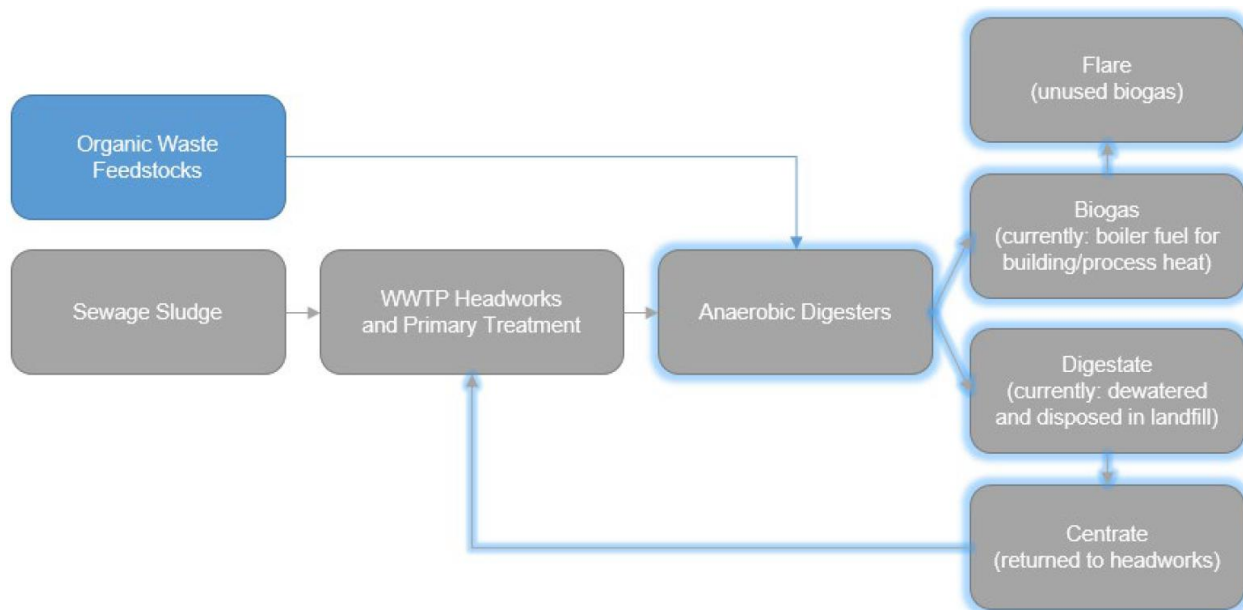 Flare
(unused biogas)
Organic Waste
Feedstocks
Biogas
(currently: boiler fuel for
building/process heat)
Sewage Sludge
WWTP Headworks
and Primary Treatment
Anaerobic Digesters
Digestate
(currently: dewatered
and disposed in landfill)
Centrate
(returned to headworks)